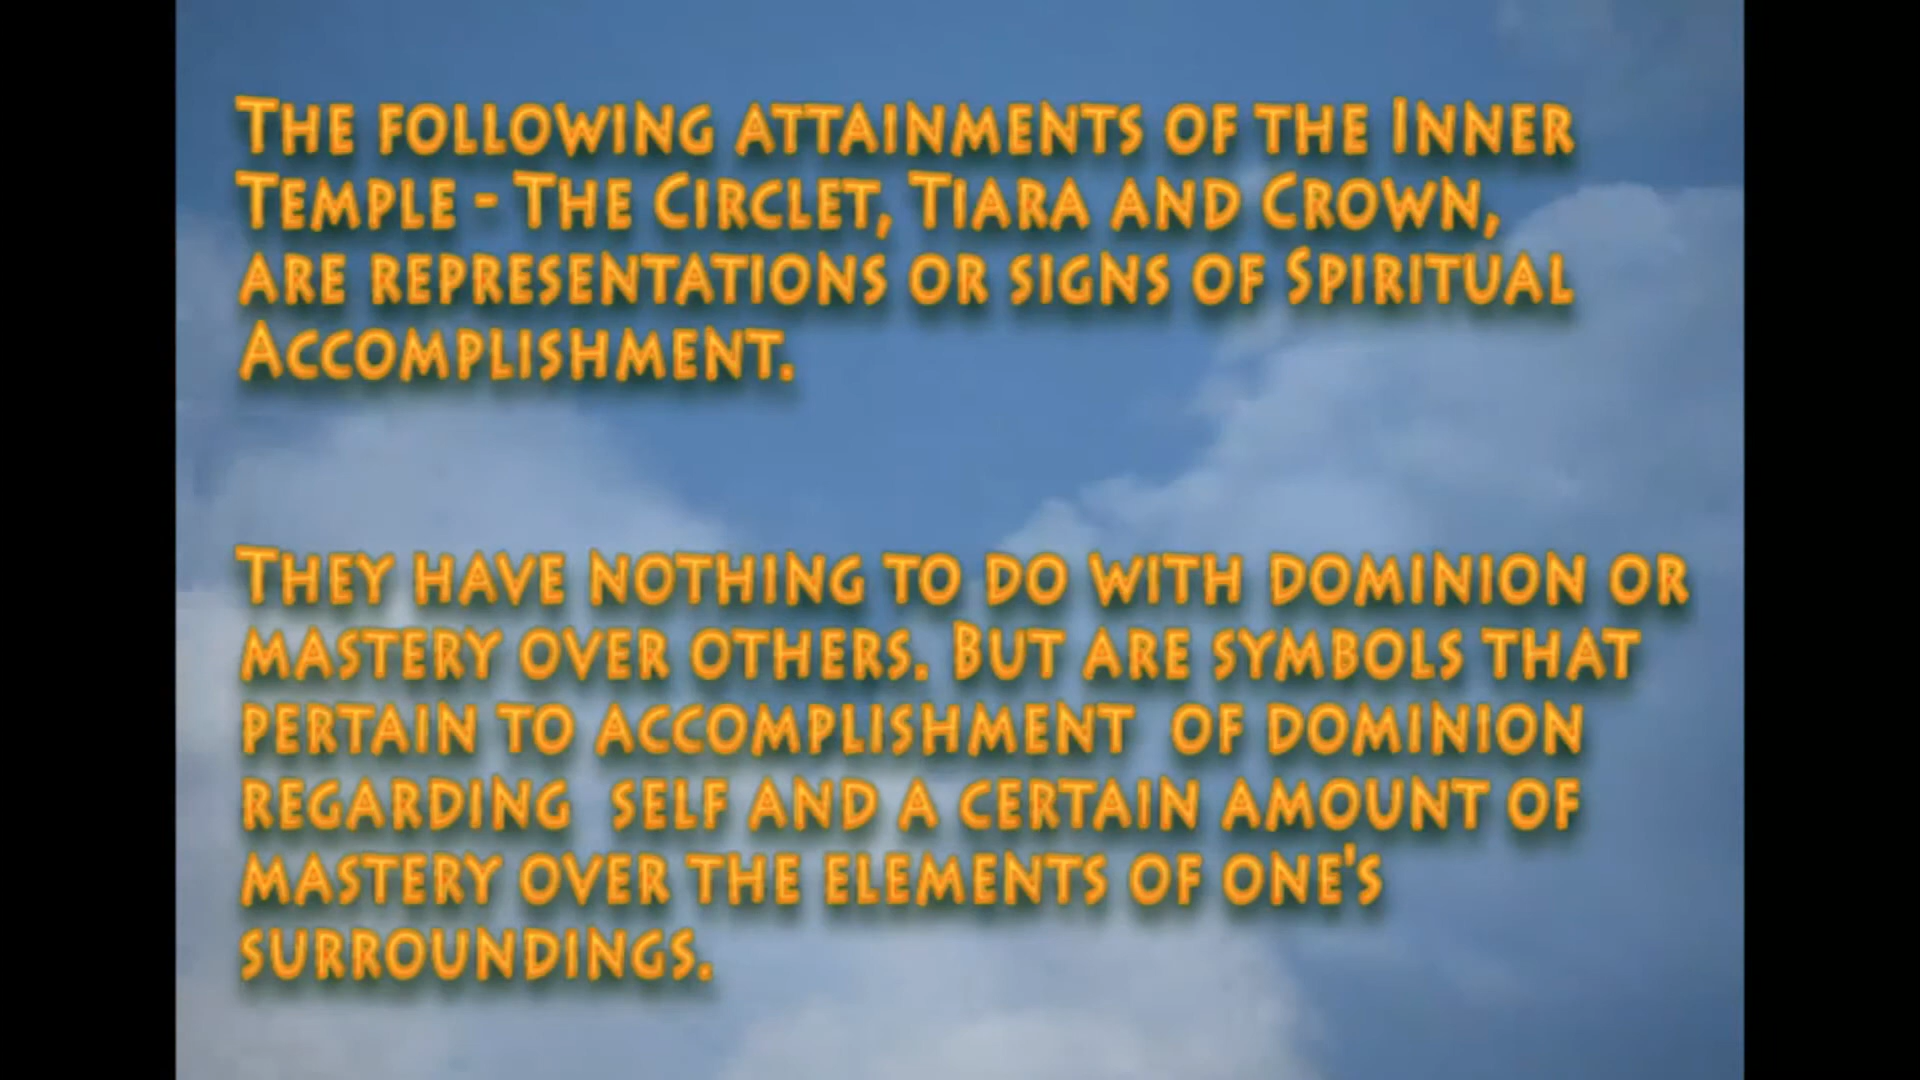 The following attainments of the Inner
Temple - The Circlet, Tiara and Crown,
are representations or signs of Spiritual
Accomplishment.
They have nothing to do with dominion or
mastery over others. But are symbols that
pertain to accomplishment  of dominion
regarding  self and a certain amount of
mastery over the elements of one's
surroundings.